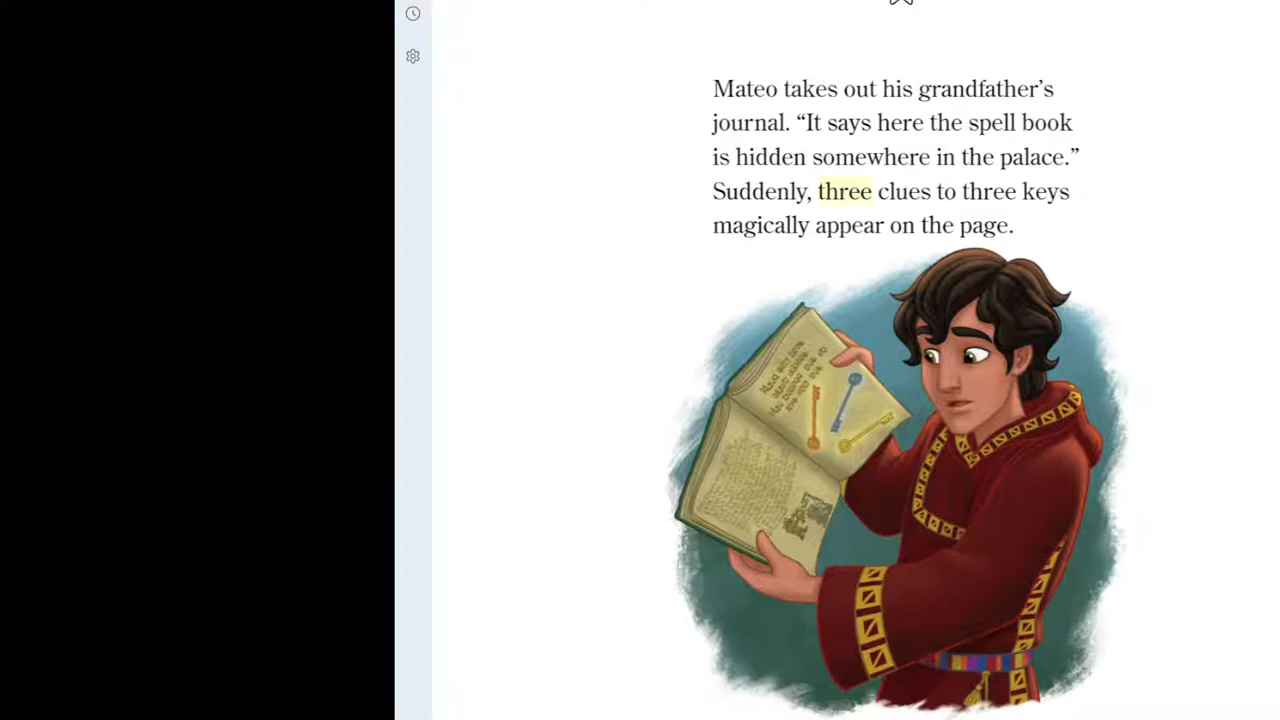 Mateo takes out his grandfather’s
journal. “It says here the spell book
is hidden somewhere in the palace.”
Suddenly, three clues to three keys
magically appear on the page.